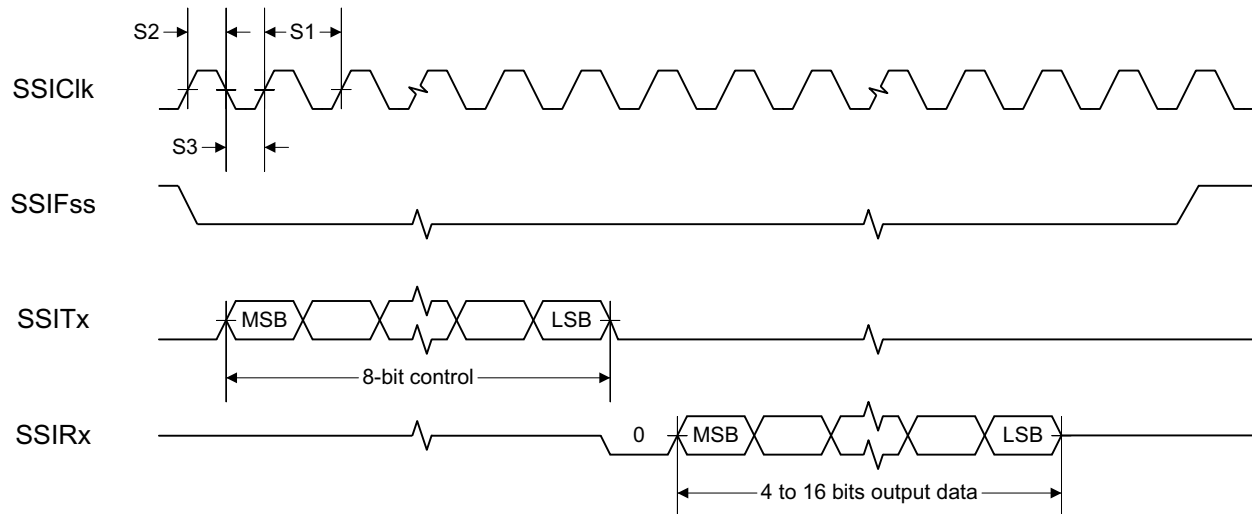 S2 S1
SSIClk
S3
SSIFss
SSITx MSB LSB
8-bit control
SSIRx 0 MSB LSB
4 to 16 bits output data